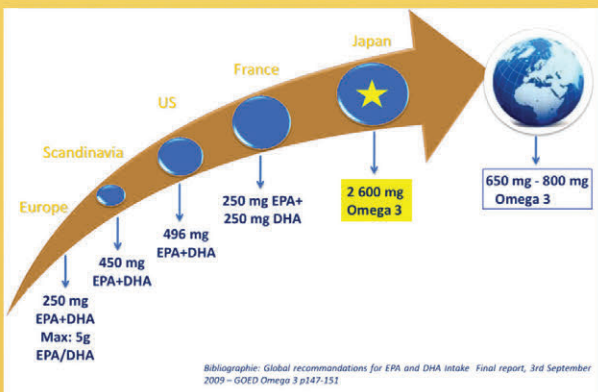 Japan
France
US
Scandinavia
Europe
250 mg
EPA+DHA
Max: 5g
EPA/DHA
450 mg
EPA+DHA
496 mg
EPA+DHA
250 mg EPA+
250 mg DHA
2 600 mg
Omega 3
650 mg - 800 mg
Omega 3
Bibliographie: Global recommandations for EPA and DHA intake Final report, 3rd September
2009 – GOED Omega 3 p147-151